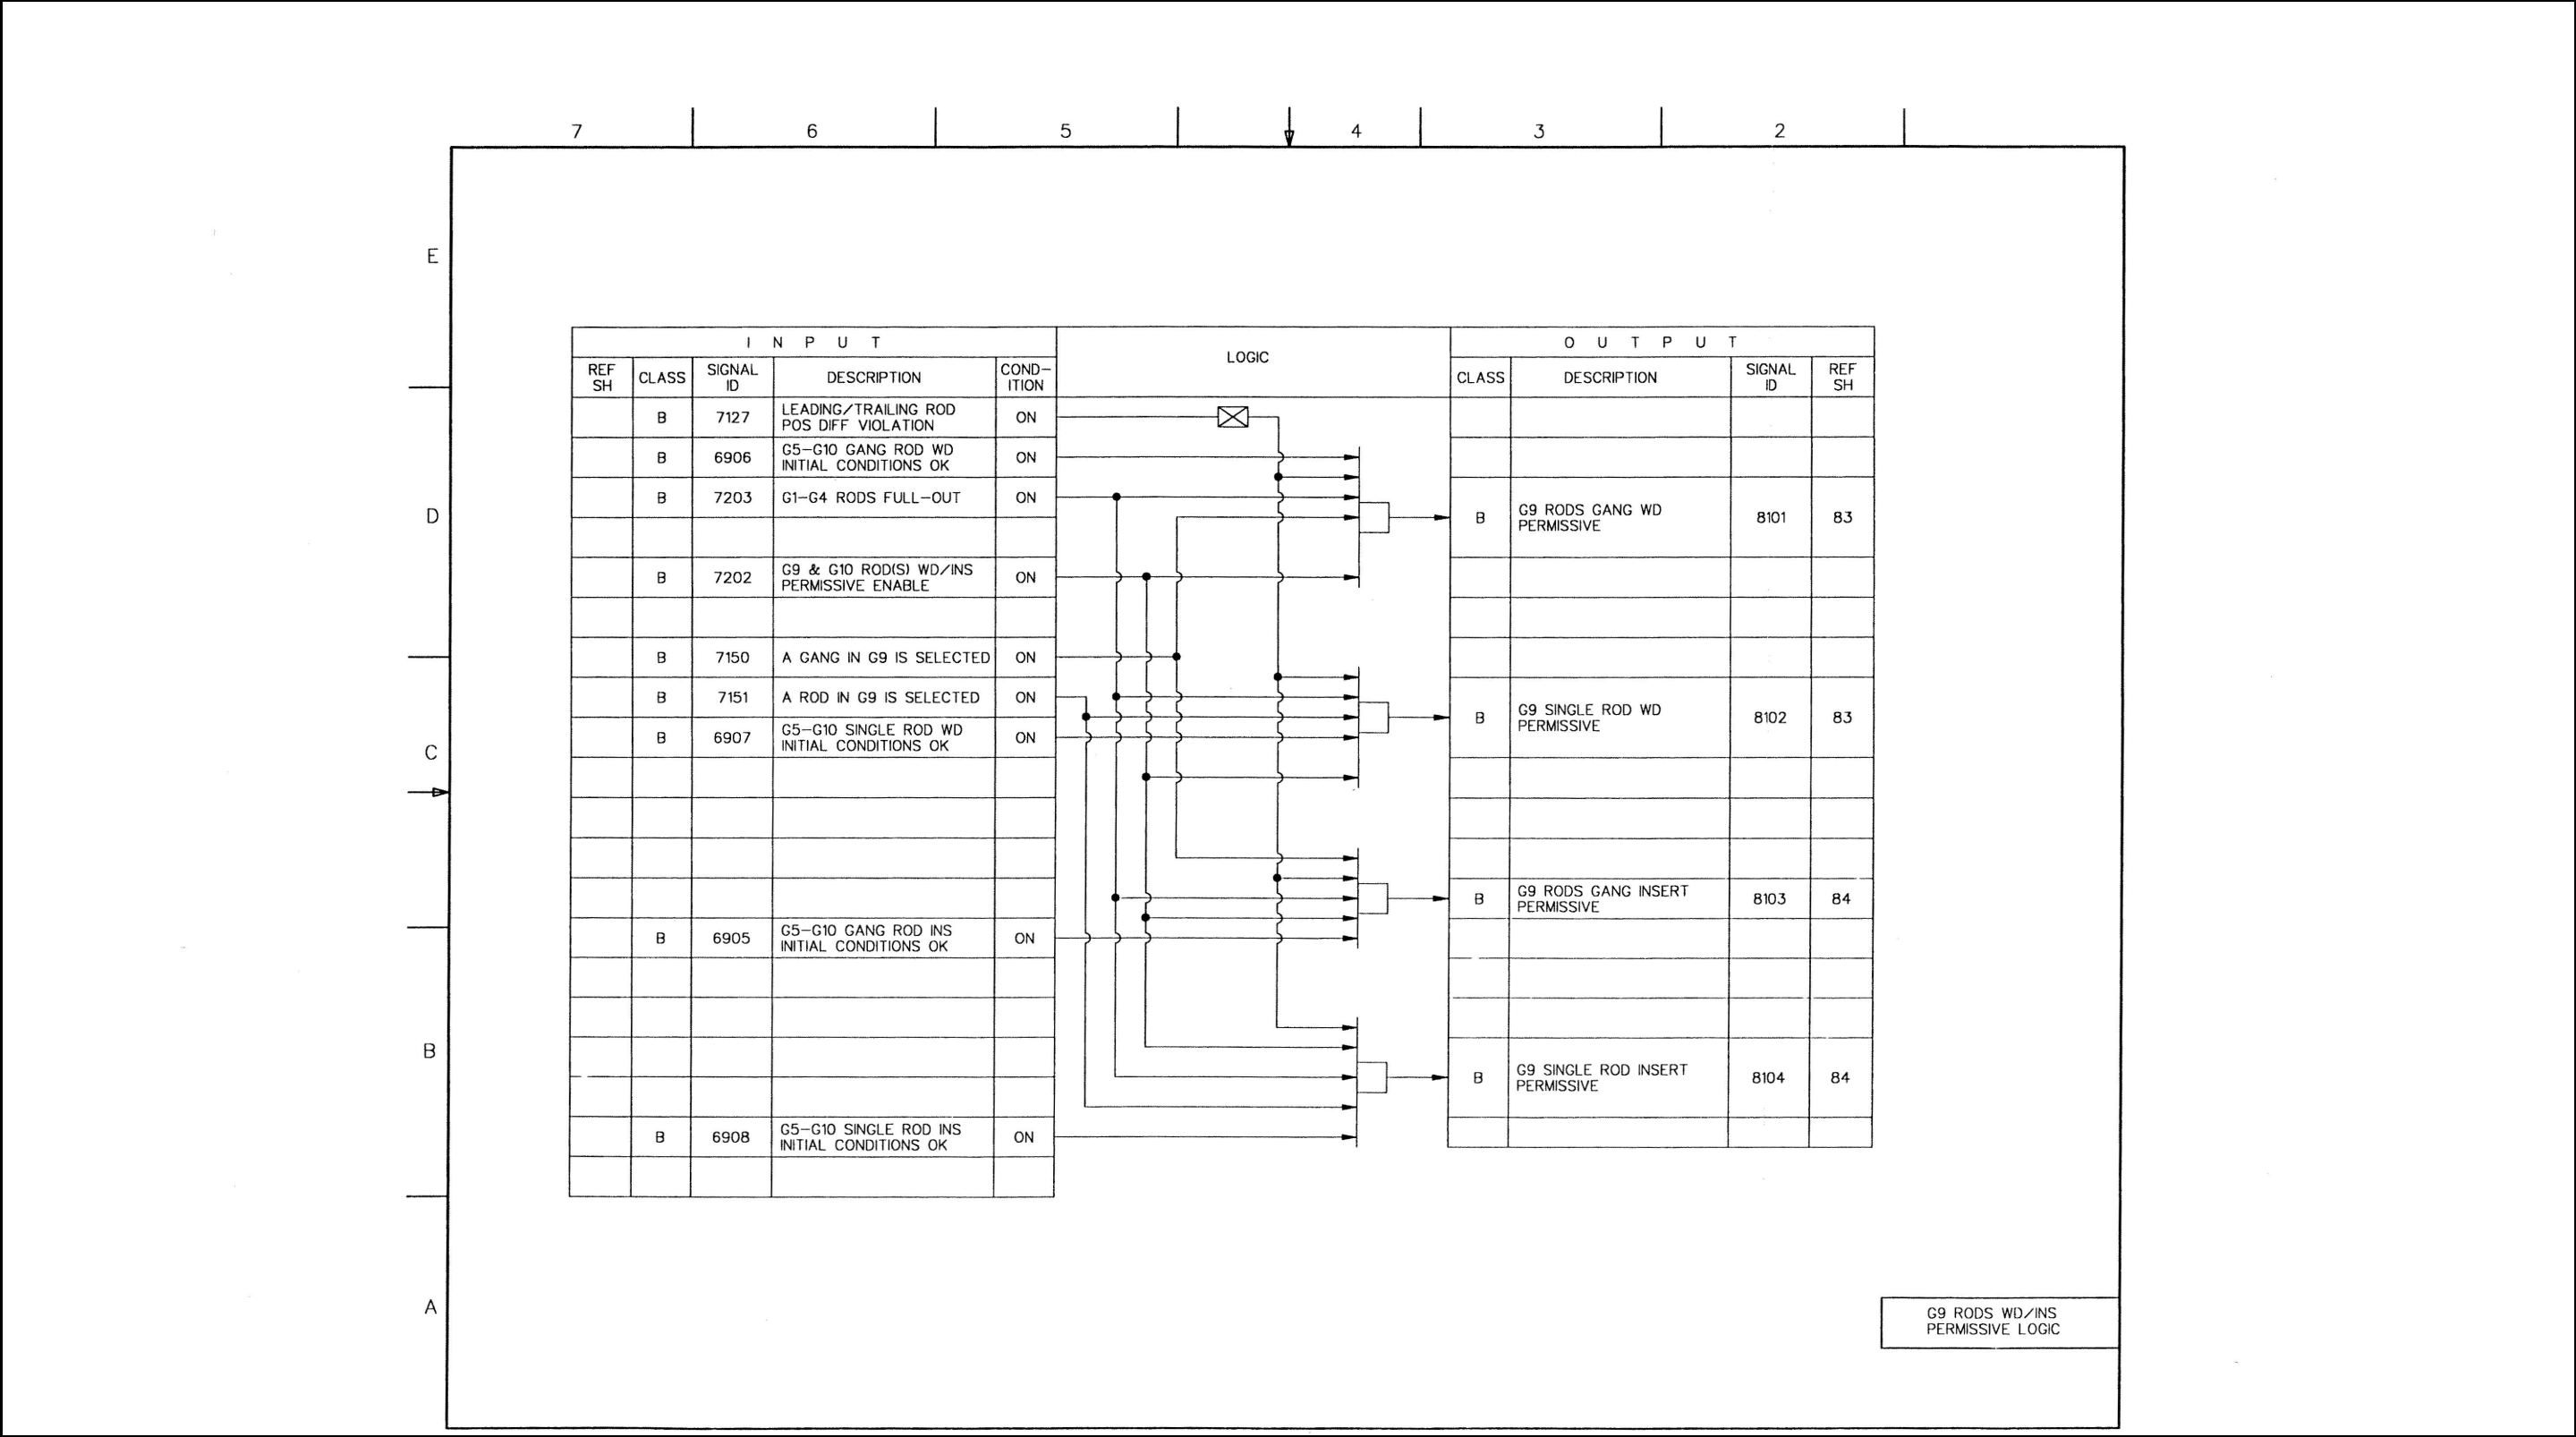 7 6 5 4 3 2
E
D
C
B
A
I N P U T
LOGIC
O U T P U T
REF SH CLASS SIGNAL ID DESCRIPTION COND-ITION
CLASS DESCRIPTION SIGNAL ID REF SH
B 7127 LEADING/TRAILING ROD
POS DIFF VIOLATION ON
B 6906 G5-G10 GANG ROD WD
INITIAL CONDITIONS OK ON
B 7203 G1-G4 RODS FULL-OUT ON
B G9 RODS GANG WD
PERMISSIVE 8101 83
B 7202 G9 & G10 ROD(S) WD/INS
PERMISSIVE ENABLE ON
B 7150 A GANG IN G9 IS SELECTED ON
B 7151 A ROD IN G9 IS SELECTED ON
B G9 SINGLE ROD WD
PERMISSIVE 8102 83
B 6907 G5-G10 SINGLE ROD WD
INITIAL CONDITIONS OK ON
B G9 RODS GANG INSERT
PERMISSIVE 8103 84
B 6905 G5-G10 GANG ROD INS
INITIAL CONDITIONS OK ON
B G9 SINGLE ROD INSERT
PERMISSIVE 8104 84
B 6908 G5-G10 SINGLE ROD INS
INITIAL CONDITIONS OK ON
G9 RODS WD/INS
PERMISSIVE LOGIC